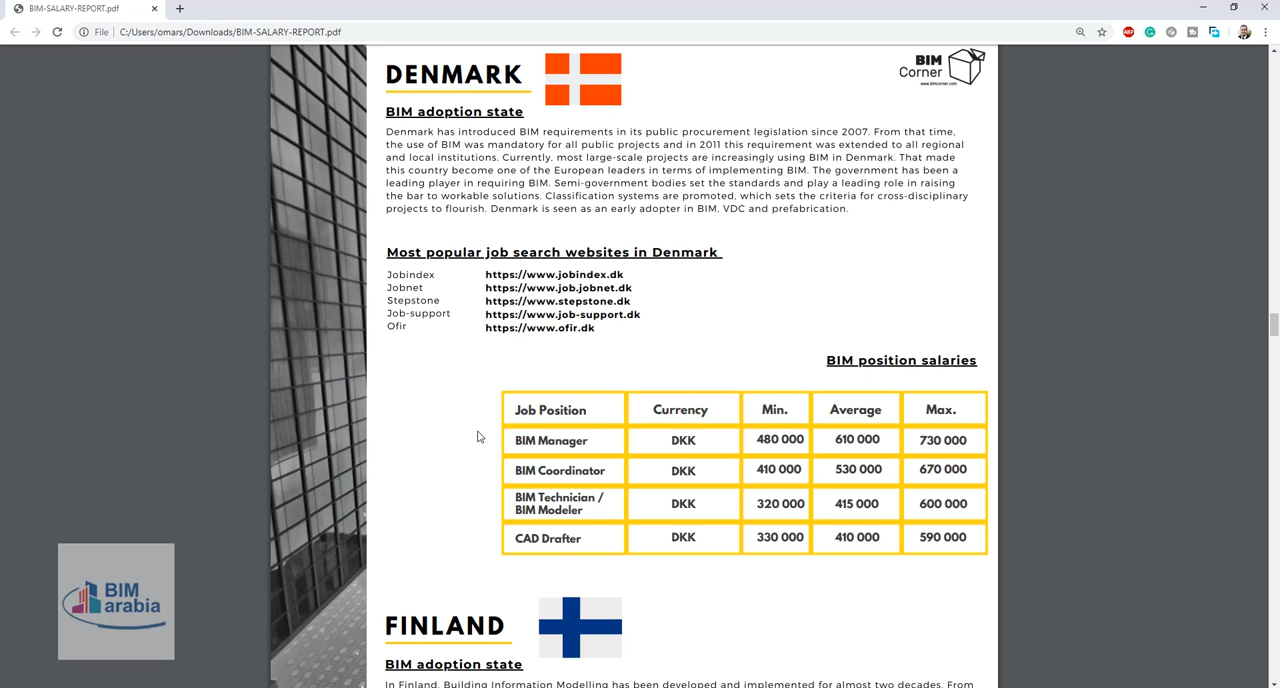 BIM-SALARY-REPORT.pdf
File
C:/Users/omars/Downloads/BIM-SALARY-REPORT.pdf
DENMARK
BIM
Corner
www.bimcorner.com
BIM adoption state
Denmark has introduced BIM requirements in its public procurement legislation since 2007. From that time,
the use of BIM was mandatory for all public projects and in 2011 this requirement was extended to all regional
and local institutions. Currently, most large-scale projects are increasingly using BIM in Denmark. That made
this country become one of the European leaders in terms of implementing BIM. The government has been a
leading player in requiring BIM. Semi-government bodies set the standards and play a leading role in raising
the bar to workable solutions. Classification systems are promoted, which sets the criteria for cross-disciplinary
projects to flourish. Denmark is seen as an early adopter in BIM, VDC and prefabrication.
Most popular job search websites in Denmark
Jobindex https://www.jobindex.dk
Jobnet https://www.job.jobnet.dk
Stepstone https://www.stepstone.dk
Job-support https://www.job-support.dk
Ofir https://www.ofir.dk
BIM position salaries
Job Position Currency Min. Average Max.
BIM Manager DKK 480 000 610 000 730 000
BIM Coordinator DKK 410 000 530 000 670 000
BIM Technician /
BIM Modeler DKK 320 000 415 000 600 000
CAD Drafter DKK 330 000 410 000 590 000
BIM
arabia
FINLAND
BIM adoption state
In Finland, Building Information Modelling has been developed and implemented for almost two decades. From